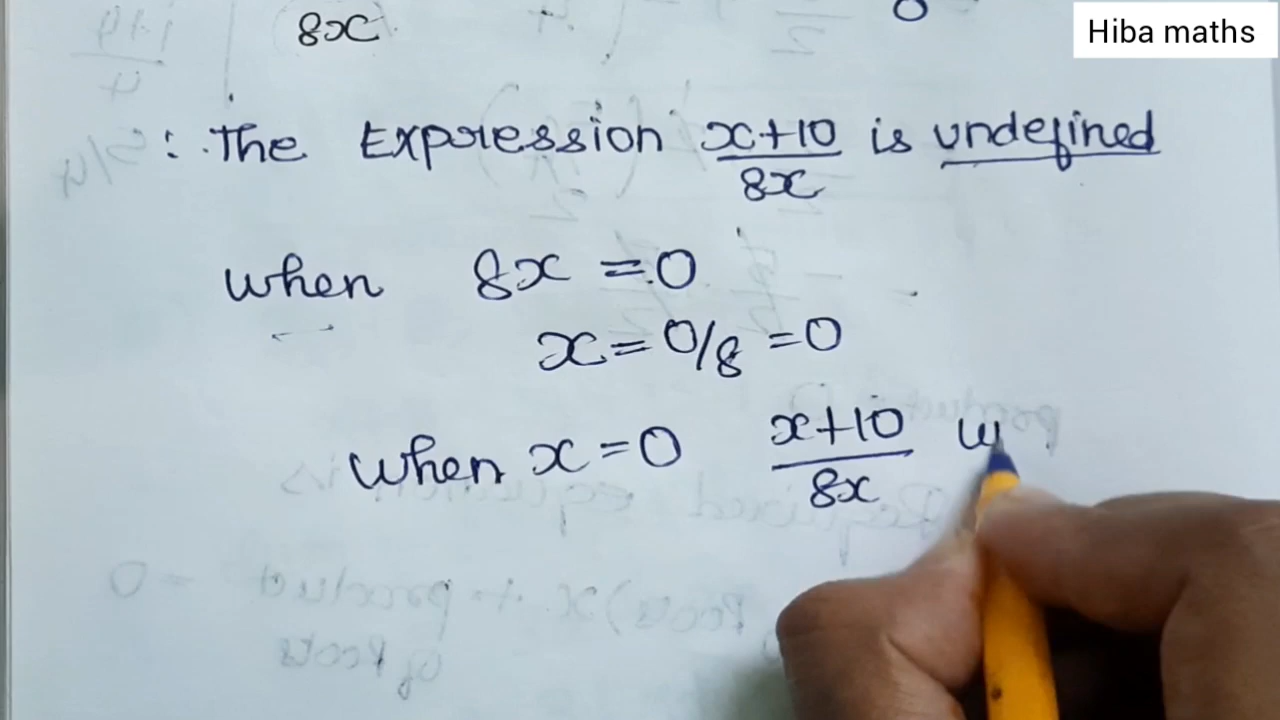 Hiba maths
8x
∴ The Expression x+10/8x is undefined
when 8x = 0
x = 0/8 = 0
when x = 0 x+10/8x w